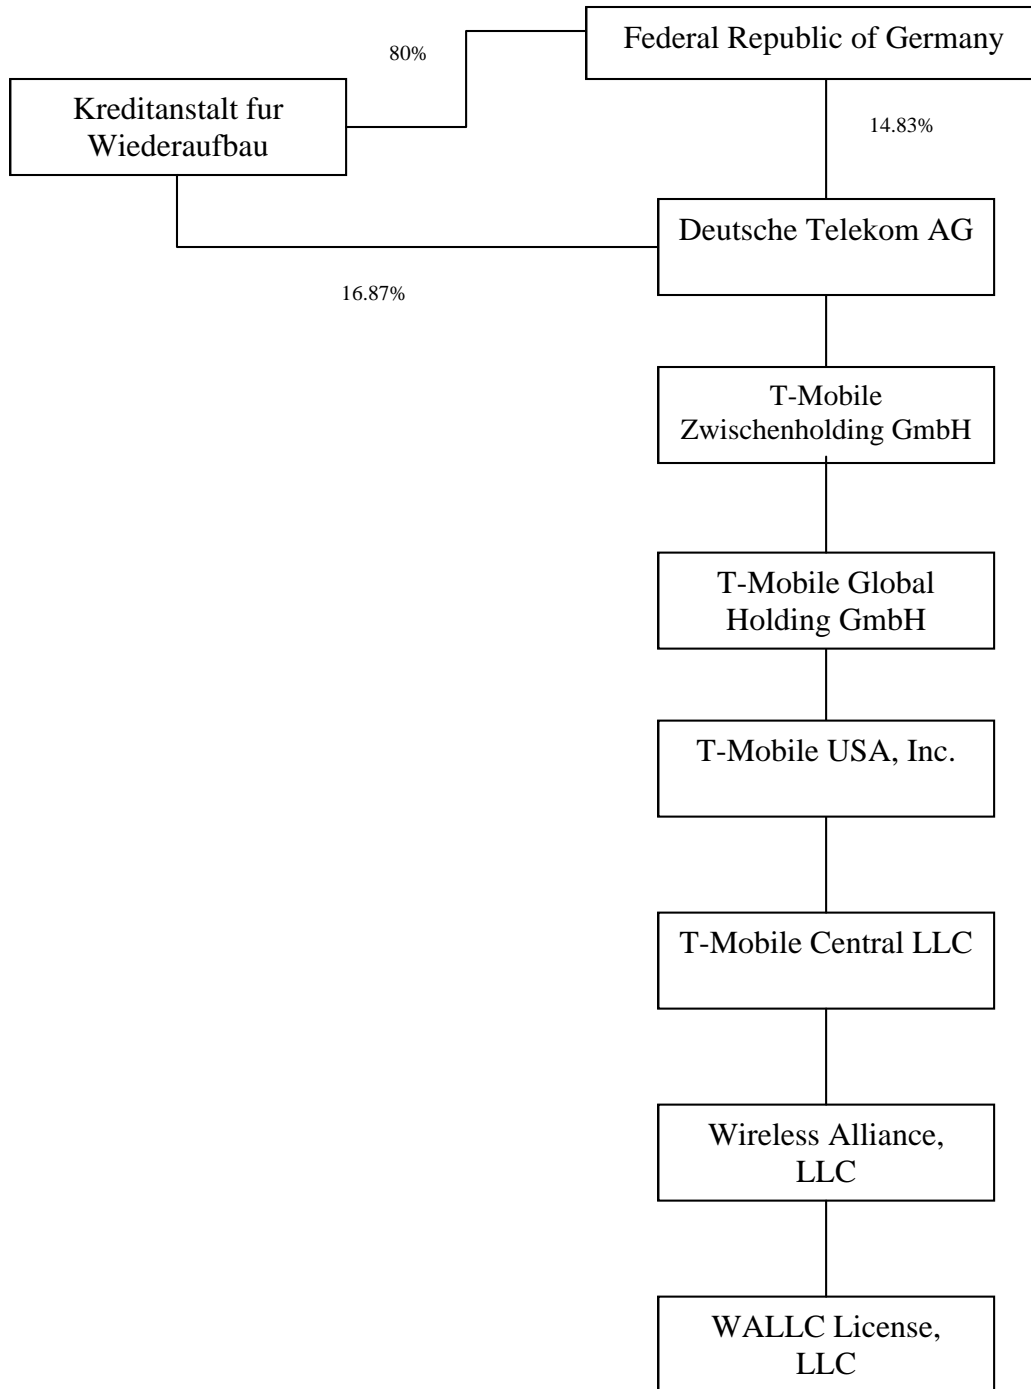 Federal Republic of Germany
80%
Kreditanstalt fur
Wiederaufbau
14.83%
Deutsche Telekom AG
16.87%
T-Mobile
Zwischenholding GmbH
T-Mobile Global
Holding GmbH
T-Mobile USA, Inc.
T-Mobile Central LLC
Wireless Alliance,
LLC
WALLC License,
LLC